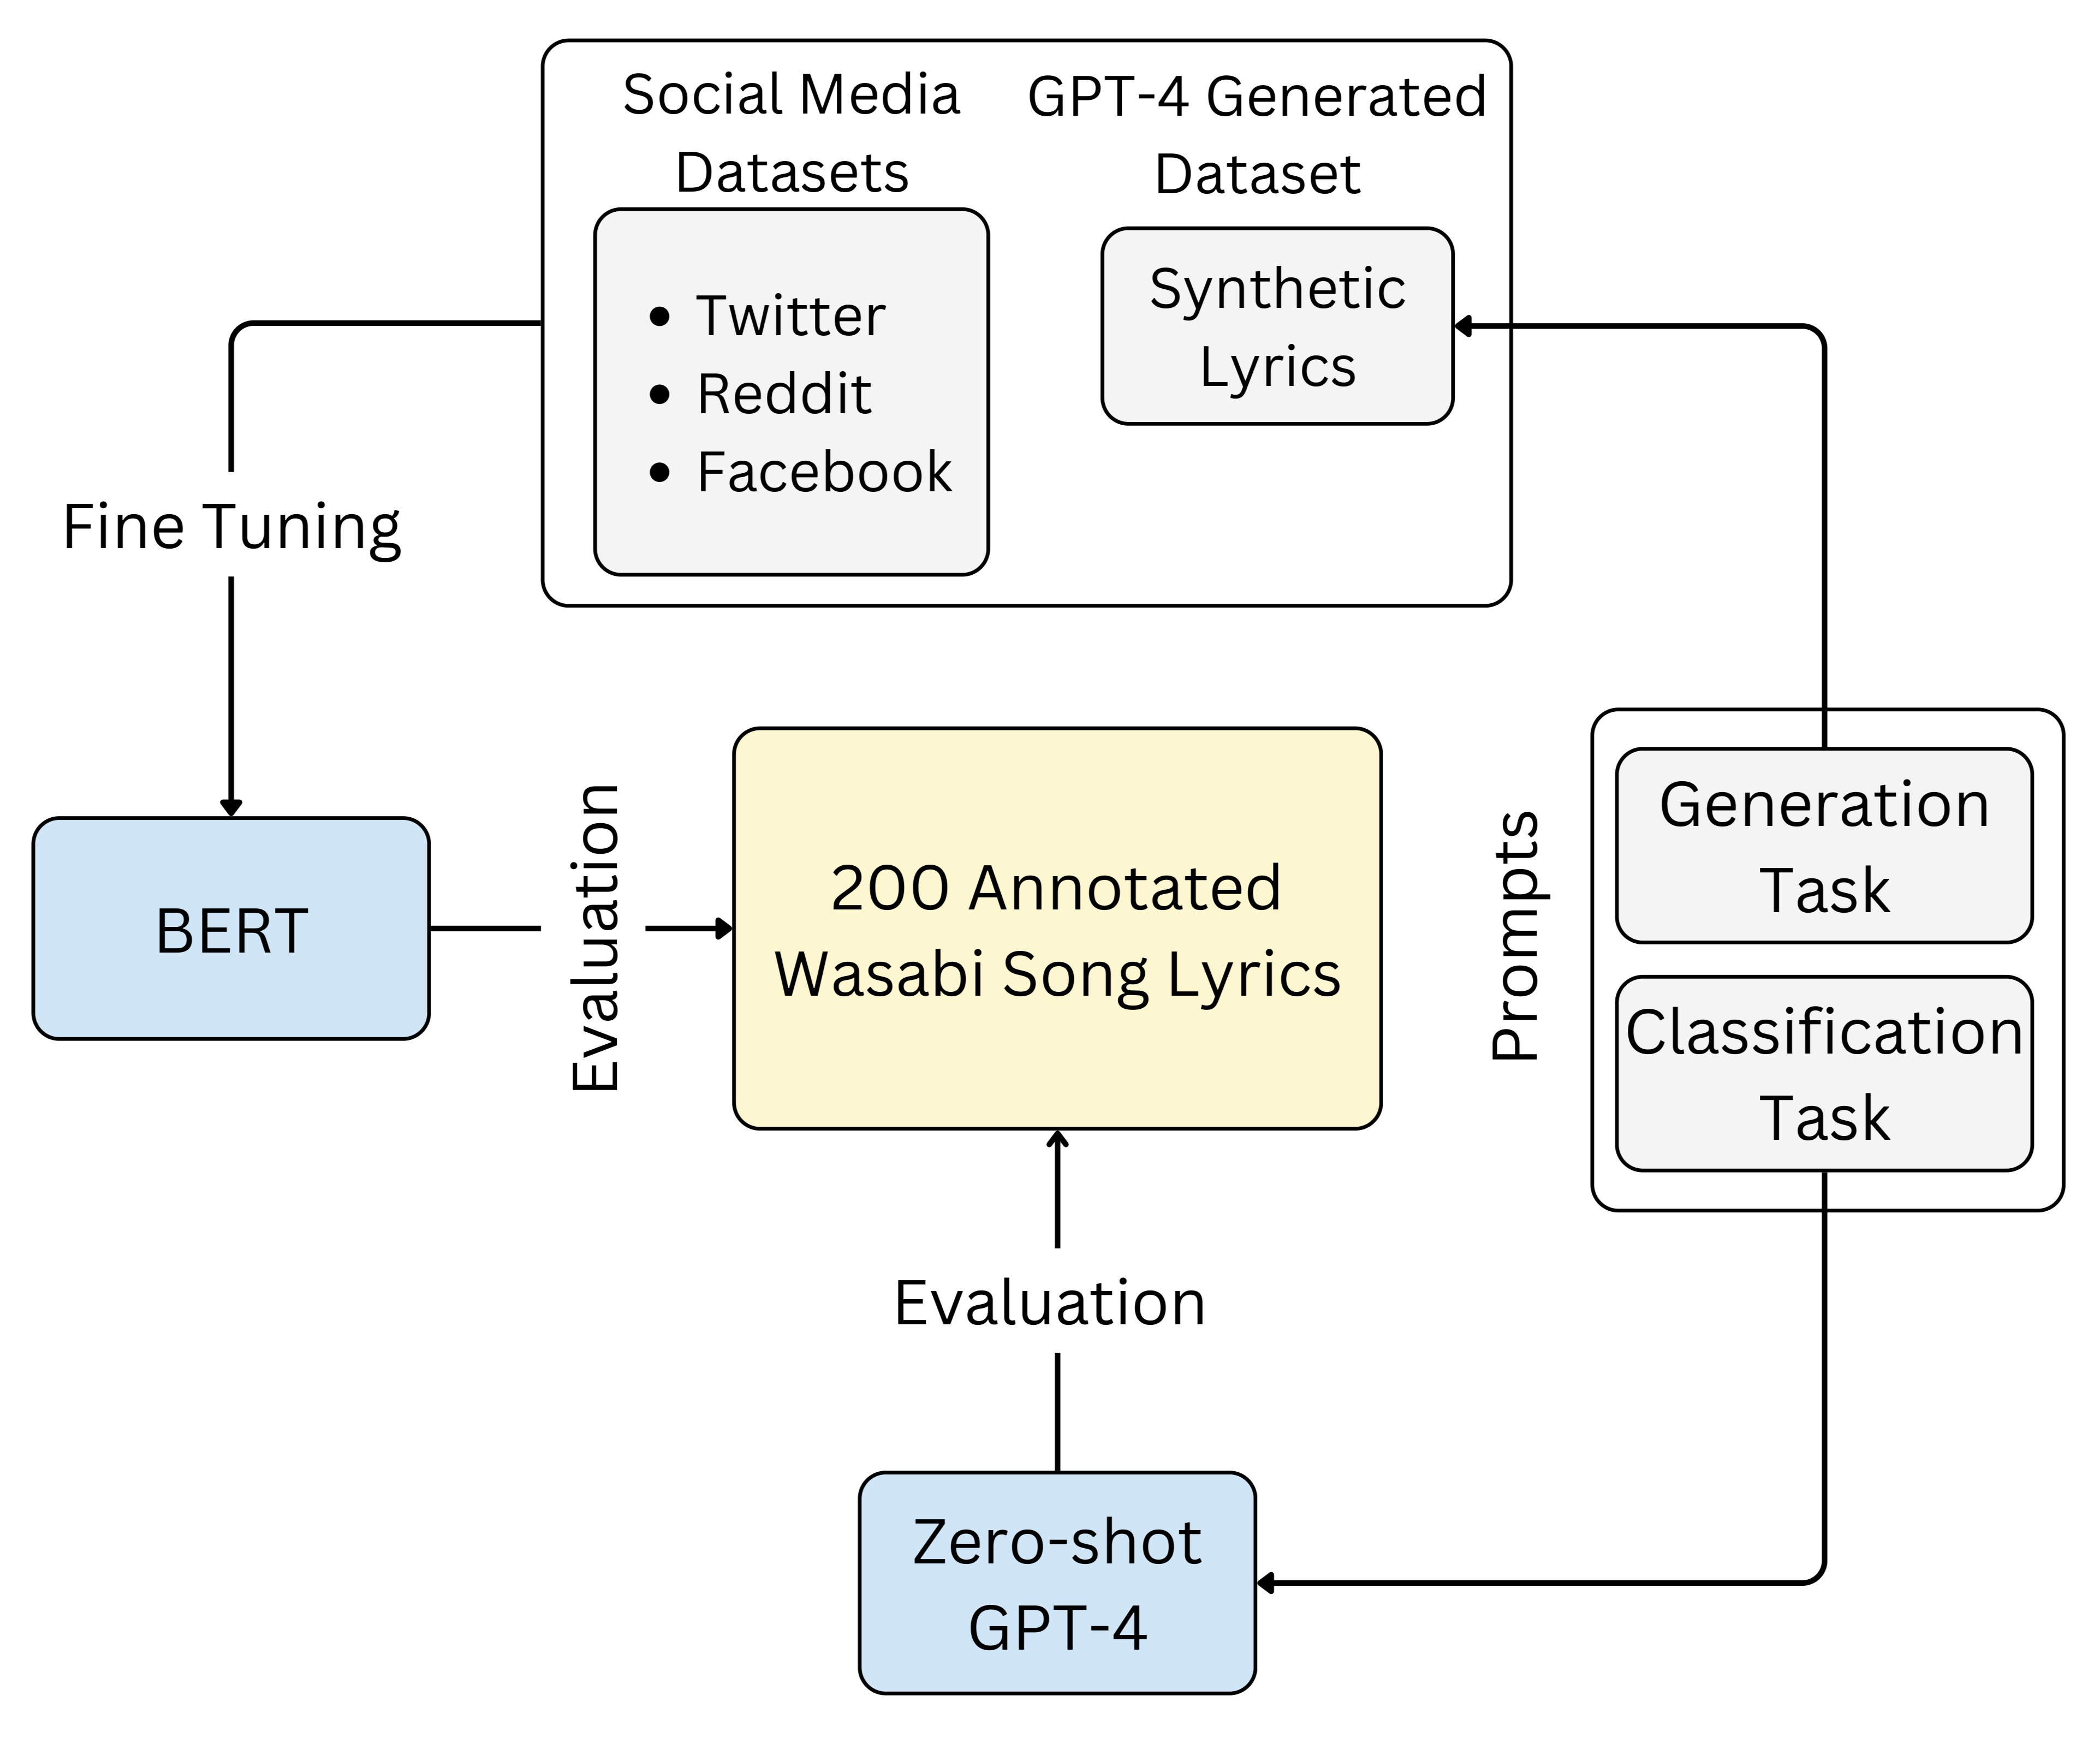 Social Media
Datasets
GPT-4 Generated
Dataset
• Twitter
• Reddit
• Facebook
Synthetic
Lyrics
Fine Tuning
BERT
Evaluation
200 Annotated
Wasabi Song Lyrics
Prompts
Generation
Task
Classification
Task
Evaluation
Zero-shot
GPT-4